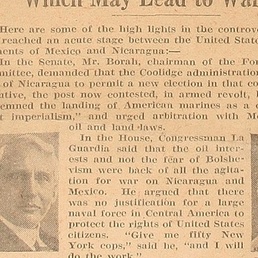 Which May Lead to Wa
Here are some of the high lights in the controve
reached an acute stage between the United State
ments of Mexico and Nicaragua:—
In the Senate, Mr. Borah, chairman of the For
mittee, demanded that the Coolidge administration
of Nicaragua to permit a new election in that co
utive, the post now contested, in armed revolt, b
demned the landing of American marines as a c
t imperialism," and urged arbitration with Me
oil and land laws.
In the House, Congressman La
Guardia said that the oil inter-
ests and not the fear of Bolshe-
vism were back of all the agita-
tion for war on Nicaragua and
Mexico. He argued that there
was no justification for a large
naval force in Central America to
protect the rights of United States
citizens. "Give me fifty New
York cops," said he, "and I will
do the work."